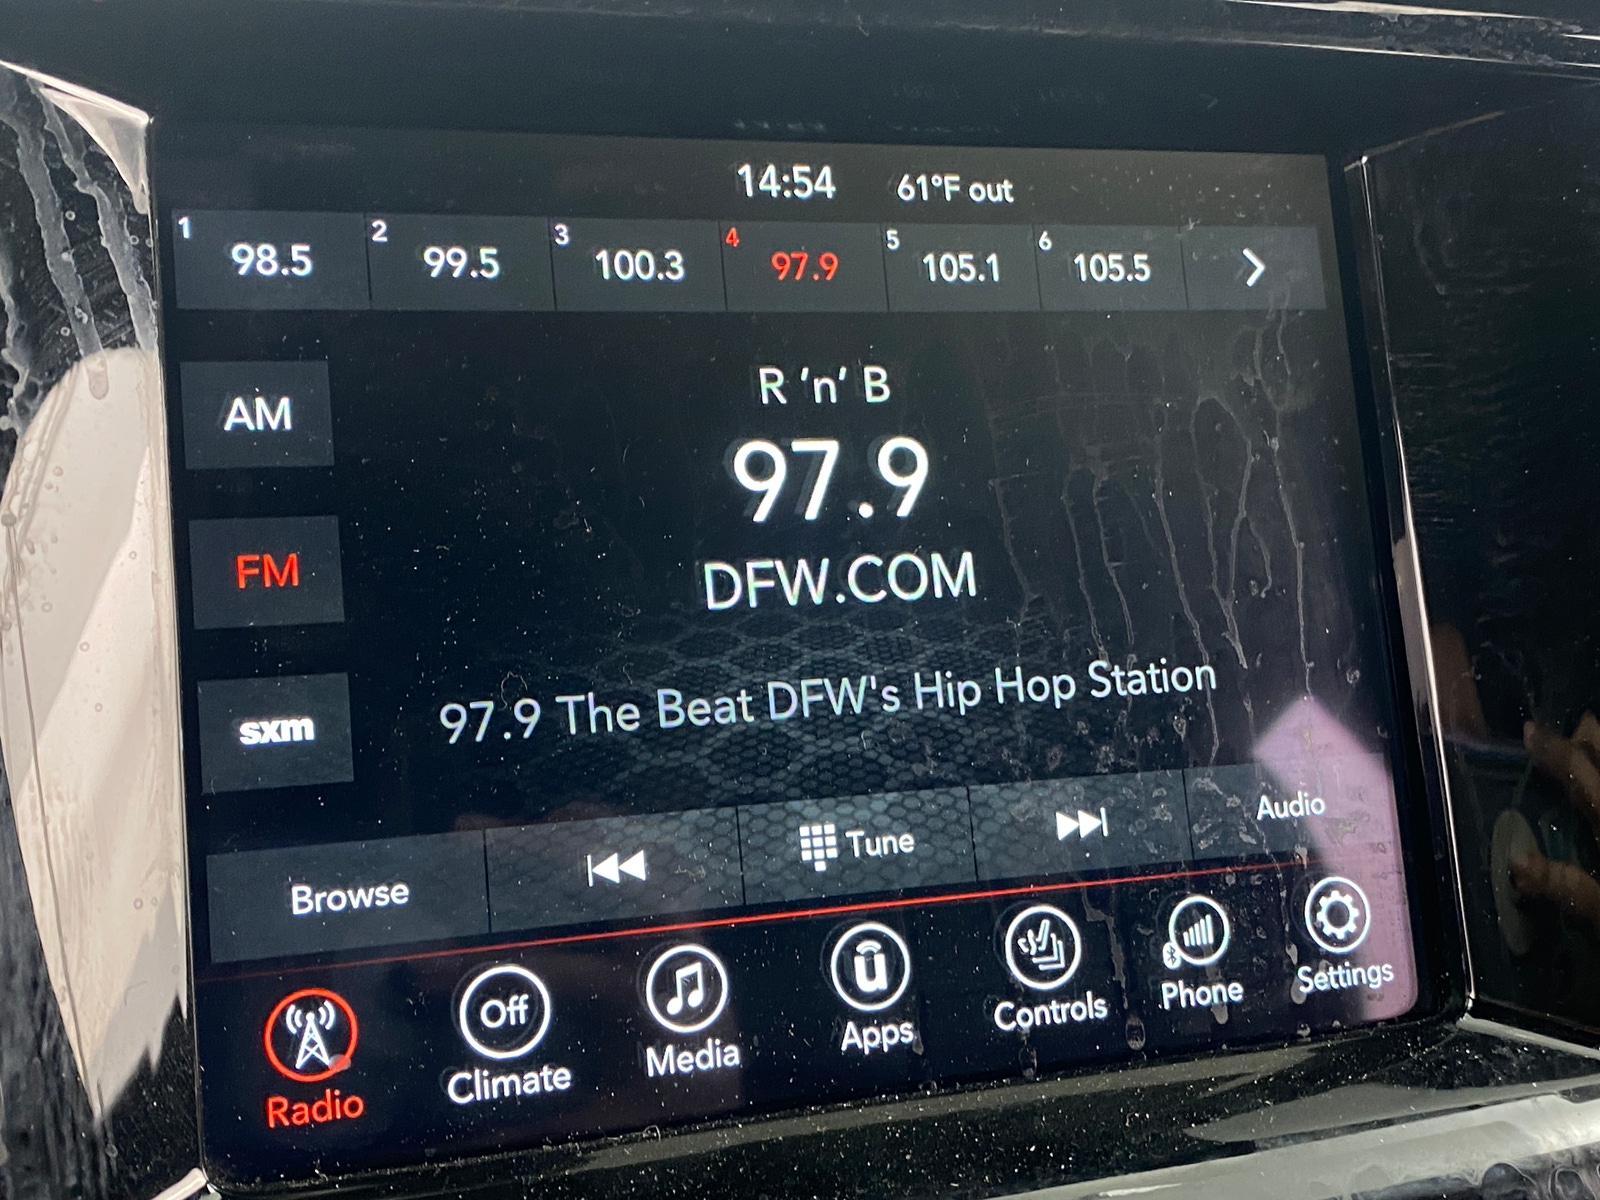 14:54 61°F out
1 98.5 2 99.5 3 100.3 4 97.9 5 105.1 6 105.5
AM
R 'n' B
97.9
FM
DFW.COM
sxm
97.9 The Beat DFW's Hip Hop Station
Browse Tune Audio
Off
Radio Climate Media Apps Controls Phone Settings